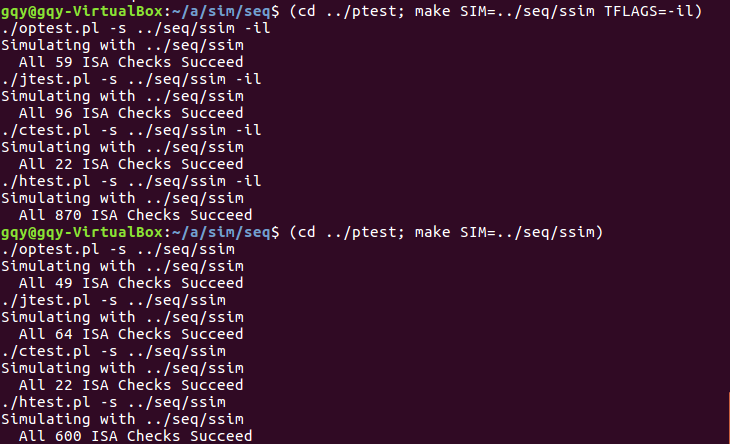 gqy@gqy-VirtualBox:~/a/sim/seq$ (cd ../ptest; make SIM=../seq/ssim TFLAGS=-il)
./optest.pl -s ../seq/ssim -il
Simulating with ../seq/ssim
  All 59 ISA Checks Succeed
./jtest.pl -s ../seq/ssim -il
Simulating with ../seq/ssim
  All 96 ISA Checks Succeed
./ctest.pl -s ../seq/ssim -il
Simulating with ../seq/ssim
  All 22 ISA Checks Succeed
./htest.pl -s ../seq/ssim -il
Simulating with ../seq/ssim
  All 870 ISA Checks Succeed
gqy@gqy-VirtualBox:~/a/sim/seq$ (cd ../ptest; make SIM=../seq/ssim)
./optest.pl -s ../seq/ssim
Simulating with ../seq/ssim
  All 49 ISA Checks Succeed
./jtest.pl -s ../seq/ssim
Simulating with ../seq/ssim
  All 64 ISA Checks Succeed
./ctest.pl -s ../seq/ssim
Simulating with ../seq/ssim
  All 22 ISA Checks Succeed
./htest.pl -s ../seq/ssim
Simulating with ../seq/ssim
  All 600 ISA Checks Succeed